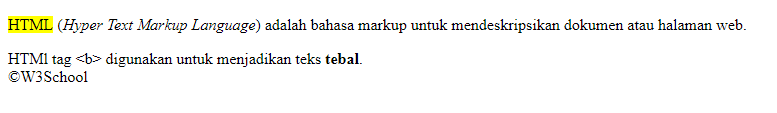 HTML (Hyper Text Markup Language) adalah bahasa markup untuk mendeskripsikan dokumen atau halaman web.
HTMl tag <b> digunakan untuk menjadikan teks tebal.
©W3School